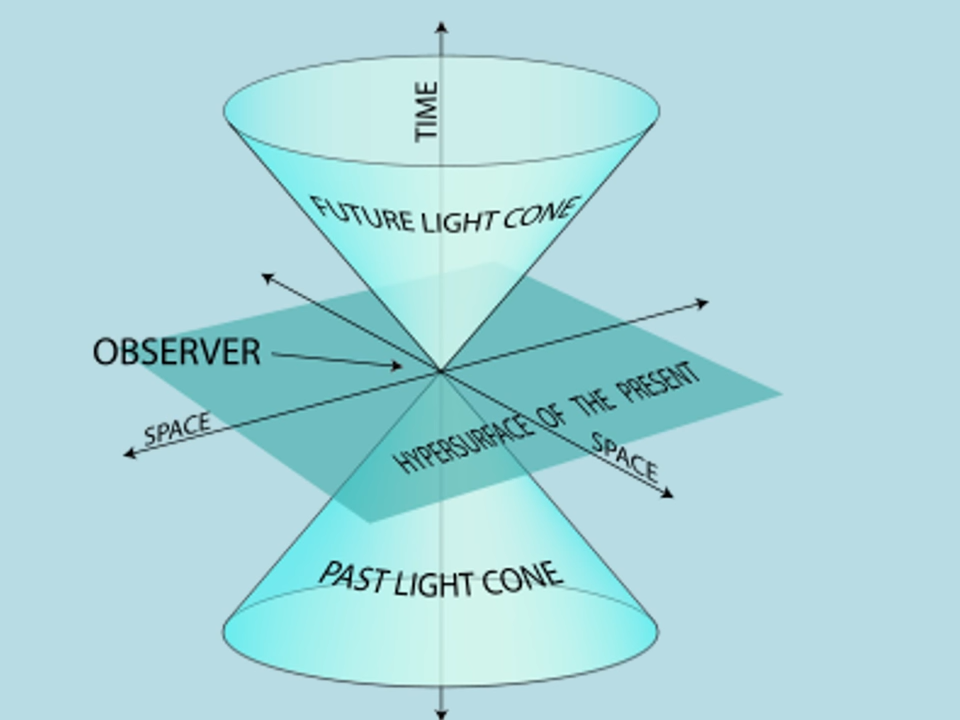 TIME
FUTURE LIGHT CONE
OBSERVER
SPACE
HYPERSURFACE OF THE PRESENT
SPACE
PAST LIGHT CONE